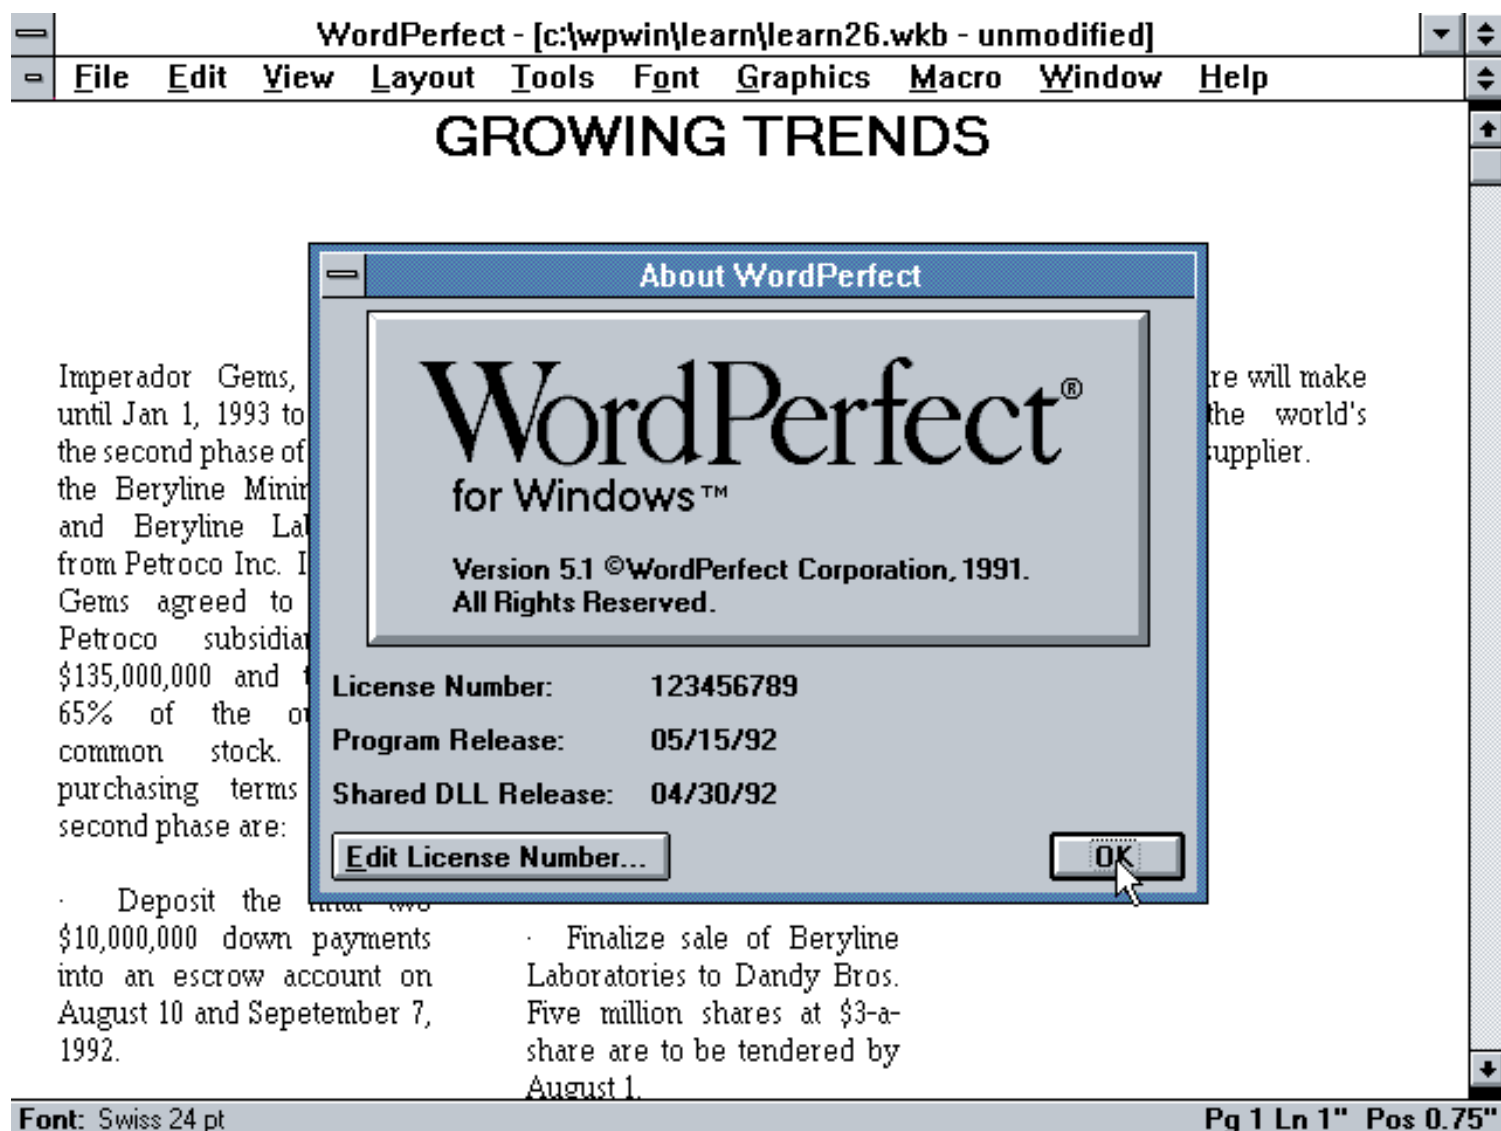 WordPerfect - [c:\wpwin\learn\learn26.wkb - unmodified]
File Edit View Layout Tools Font Graphics Macro Window Help
GROWING TRENDS
About WordPerfect
WordPerfect®
for Windows™
Version 5.1 ©WordPerfect Corporation, 1991.
All Rights Reserved.
License Number: 123456789
Program Release: 05/15/92
Shared DLL Release: 04/30/92
Edit License Number...
OK
Imperador Gems,
until Jan 1, 1993 to
the second phase of
the Beryline
and Beryline
from Petroco Inc.
Gems agreed to
Petroco
$135,000,000 and
65% of the
common stock.
purchasing terms
second phase are:
· Deposit the final two
$10,000,000 down payments
into an escrow account on
August 10 and Sepetember 7,
1992.
· Finalize sale of Beryline
Laboratories to Dandy Bros.
Five million shares at $3-a-
share are to be tendered by
August 1.
will make
the world's
supplier.
Font: Swiss 24 pt
Pg 1 Ln 1" Pos 0.75"